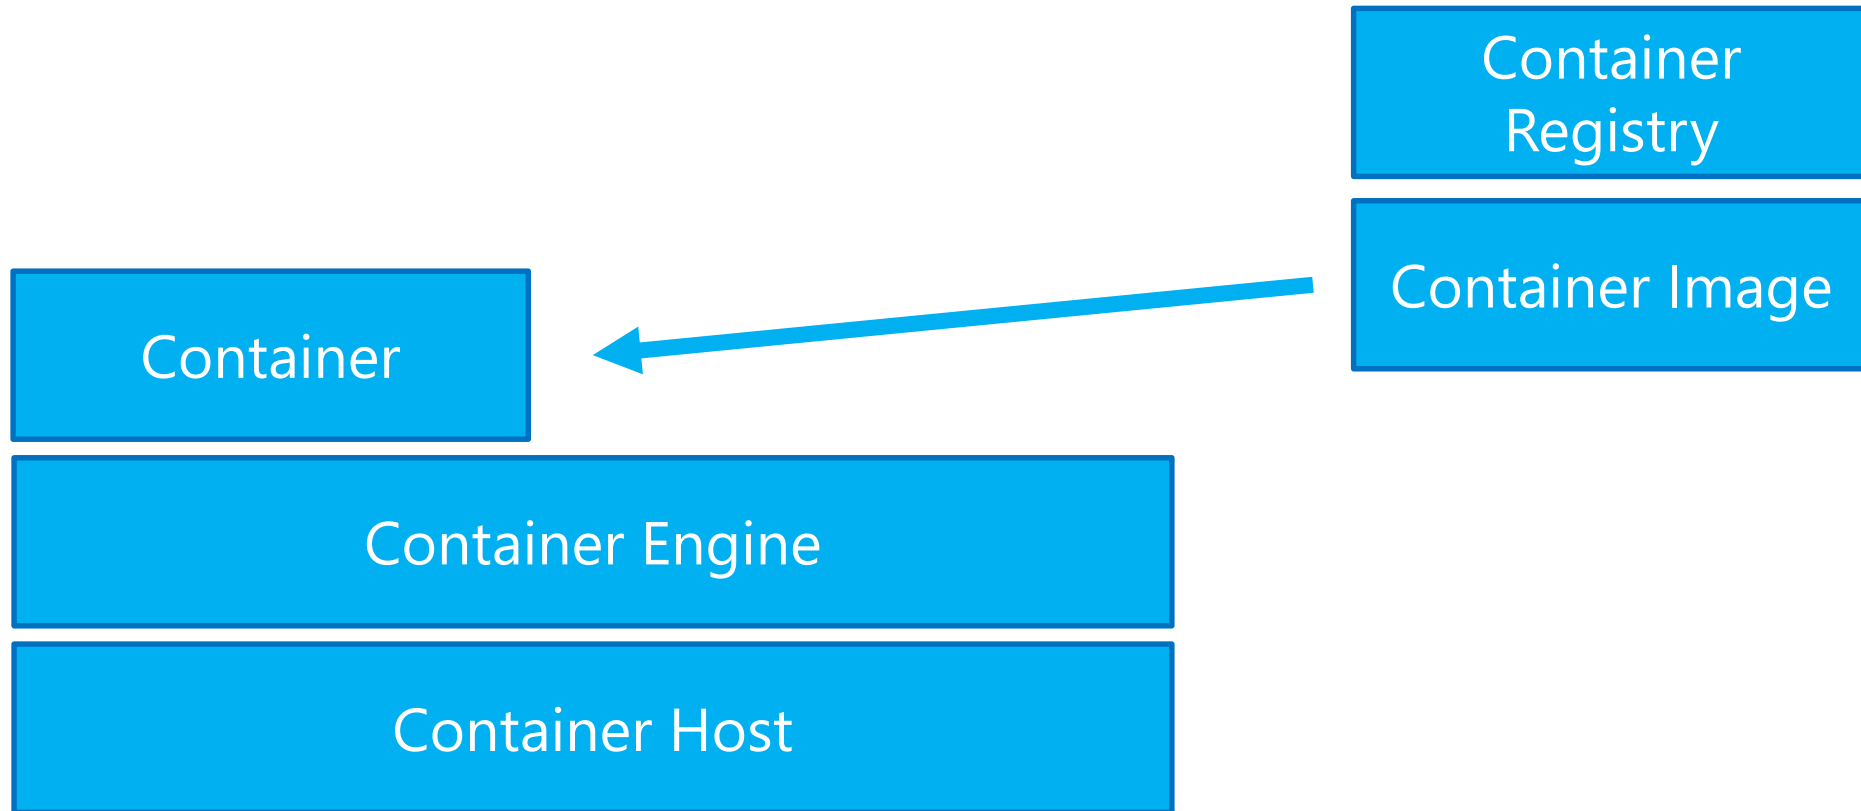 Container
Registry
Container Image
Container
Container Engine
Container Host